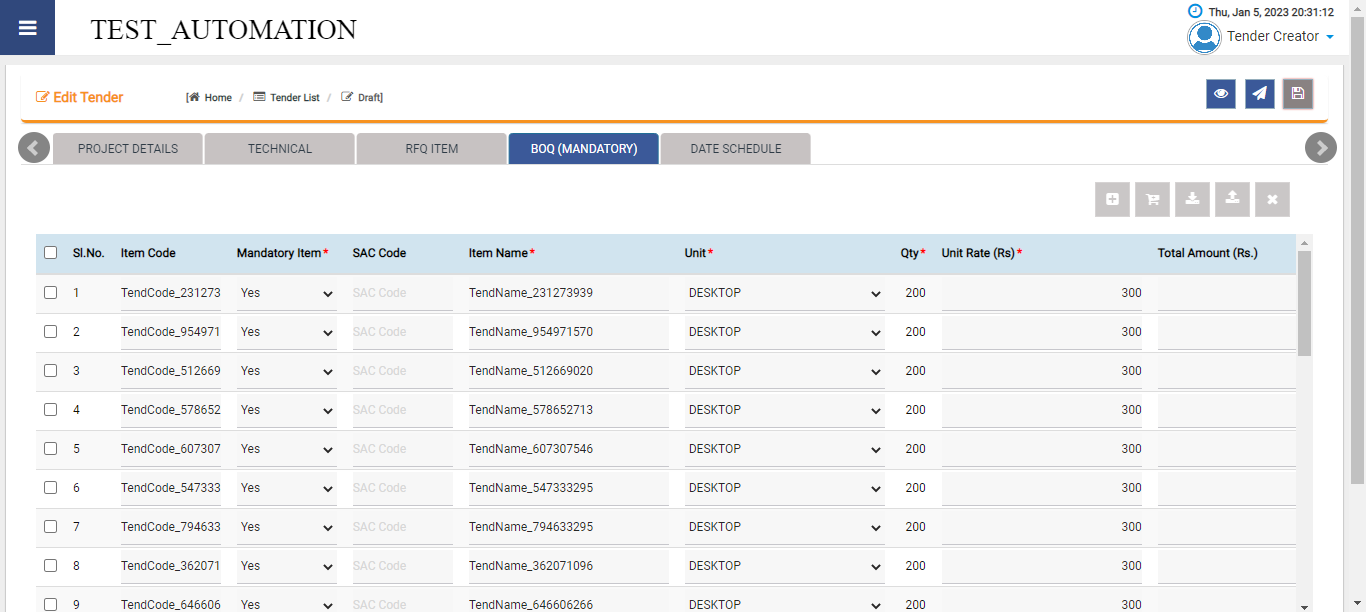 Thu, Jan 5, 2023 20:31:12
TEST_AUTOMATION
Tender Creator
Edit Tender [ Home / Tender List / Draft]
PROJECT DETAILS TECHNICAL RFQ ITEM BOQ (MANDATORY) DATE SCHEDULE
Sl.No. Item Code Mandatory Item* SAC Code Item Name* Unit* Qty* Unit Rate (Rs)* Total Amount (Rs.)
1 TendCode_231273 Yes SAC Code TendName_231273939 DESKTOP 200 300
2 TendCode_954971 Yes SAC Code TendName_954971570 DESKTOP 200 300
3 TendCode_512669 Yes SAC Code TendName_512669020 DESKTOP 200 300
4 TendCode_578652 Yes SAC Code TendName_578652713 DESKTOP 200 300
5 TendCode_607307 Yes SAC Code TendName_607307546 DESKTOP 200 300
6 TendCode_547333 Yes SAC Code TendName_547333295 DESKTOP 200 300
7 TendCode_794633 Yes SAC Code TendName_794633295 DESKTOP 200 300
8 TendCode_362071 Yes SAC Code TendName_362071096 DESKTOP 200 300
9 TendCode_646606 Yes SAC Code TendName_646606266 DESKTOP 200 300